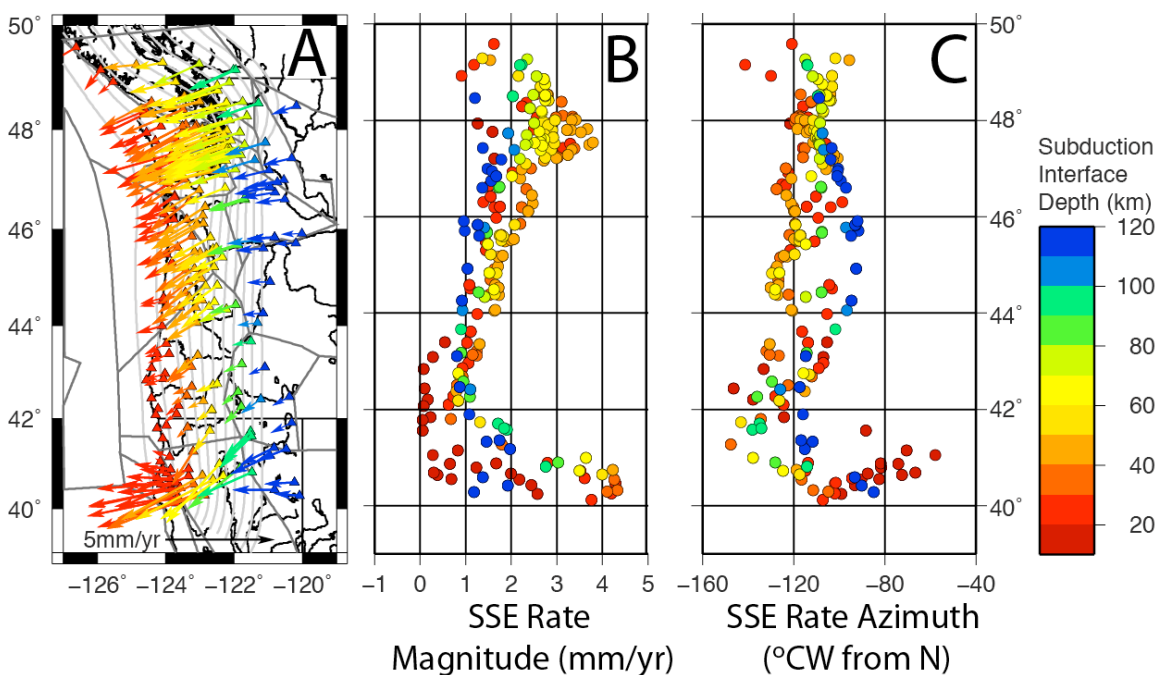 50˚
48˚
46˚
44˚
42˚
40˚
A
5mm/yr
−126˚ −124˚ −122˚ −120˚
B
−1 0 1 2 3 4 5
SSE Rate
Magnitude (mm/yr)
C
50˚
48˚
46˚
44˚
42˚
40˚
−160 −120 −80 −40
SSE Rate Azimuth
(ºCW from N)
Subduction
Interface
Depth (km)
120
100
80
60
40
20